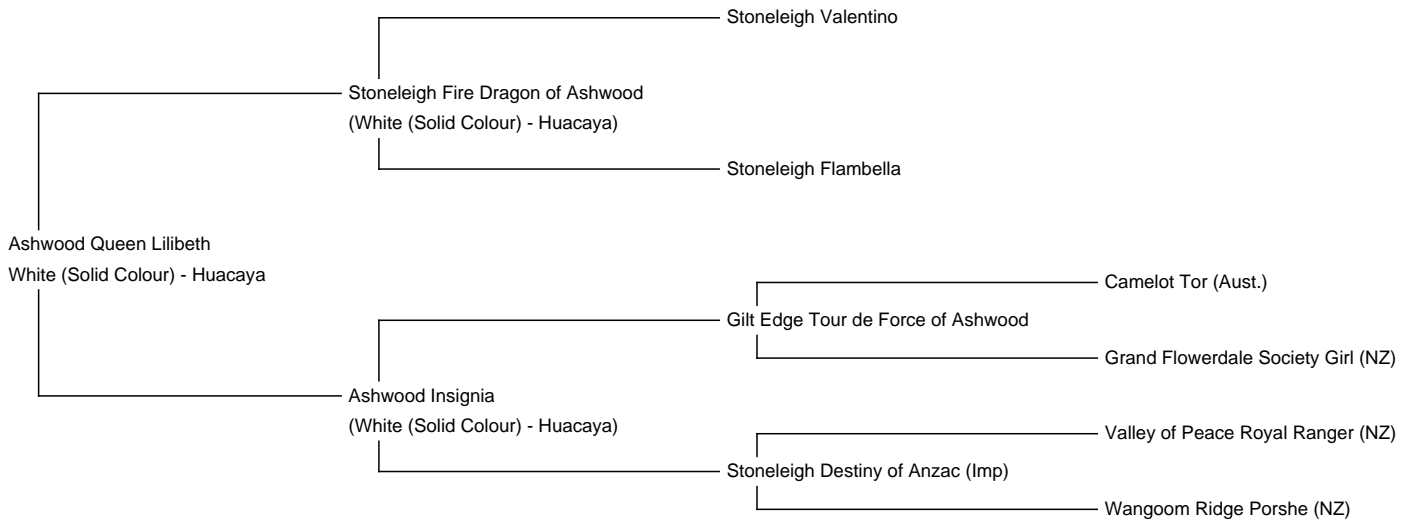 Stoneleigh Valentino
Stoneleigh Fire Dragon of Ashwood
(White (Solid Colour) - Huacaya)
Stoneleigh Flambella
Ashwood Queen Lilibeth
White (Solid Colour) - Huacaya
Camelot Tor (Aust.)
Gilt Edge Tour de Force of Ashwood
Grand Flowerdale Society Girl (NZ)
Ashwood Insignia
(White (Solid Colour) - Huacaya)
Valley of Peace Royal Ranger (NZ)
Stoneleigh Destiny of Anzac (Imp)
Wangoom Ridge Porshe (NZ)